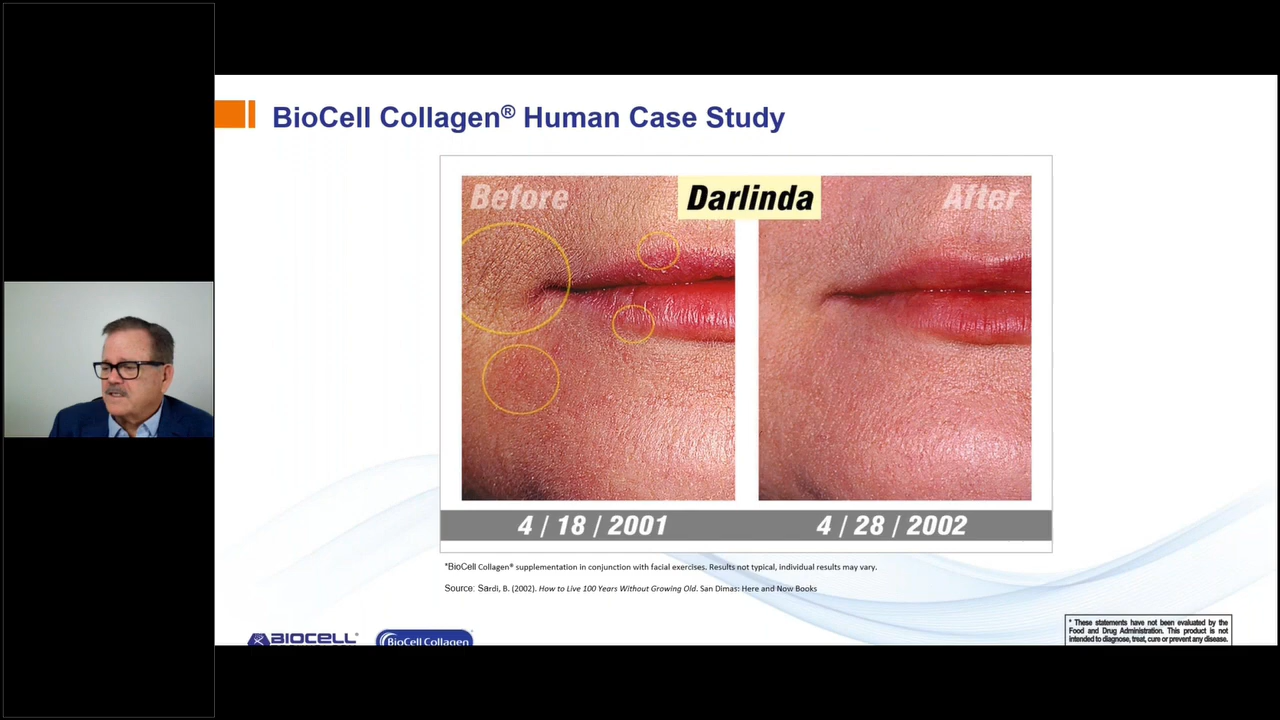 BioCell Collagen® Human Case Study
Before
Darlinda
After
4 / 18 / 2001
4 / 28 / 2002
*BioCell Collagen® supplementation in conjunction with facial exercises. Results not typical, individual results may vary.
Source: Sardi, B. (2002). How to Live 100 Years Without Growing Old. San Dimas: Here and Now Books
BIOCELL®
BioCell Collagen
* These statements have not been evaluated by the
Food and Drug Administration. This product is not
intended to diagnose, treat, cure or prevent any disease.